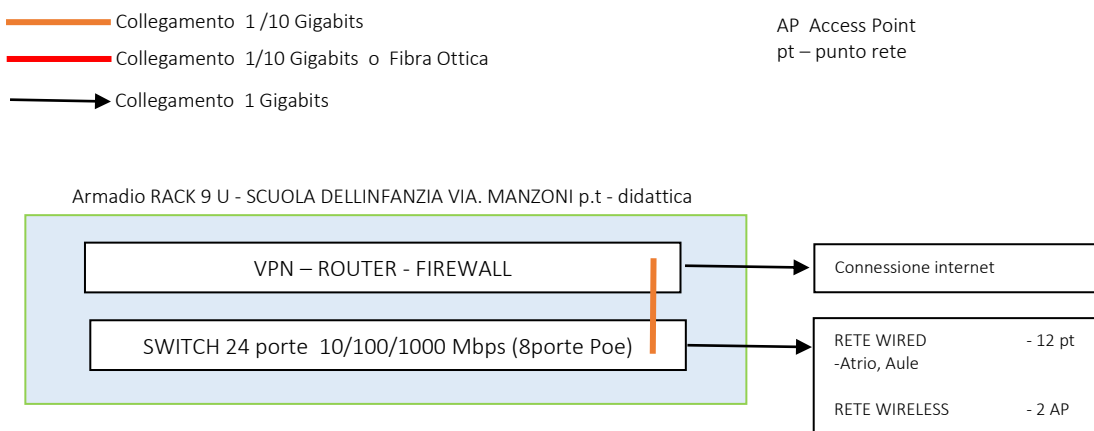 Collegamento 1 /10 Gigabits
Collegamento 1/10 Gigabits o Fibra Ottica
Collegamento 1 Gigabits
AP Access Point
pt – punto rete
Armadio RACK 9 U - SCUOLA DELLINFANZIA VIA. MANZONI p.t - didattica
VPN – ROUTER - FIREWALL
Connessione internet
SWITCH 24 porte 10/100/1000 Mbps (8porte Poe)
RETE WIRED - 12 pt
-Atrio, Aule
RETE WIRELESS - 2 AP